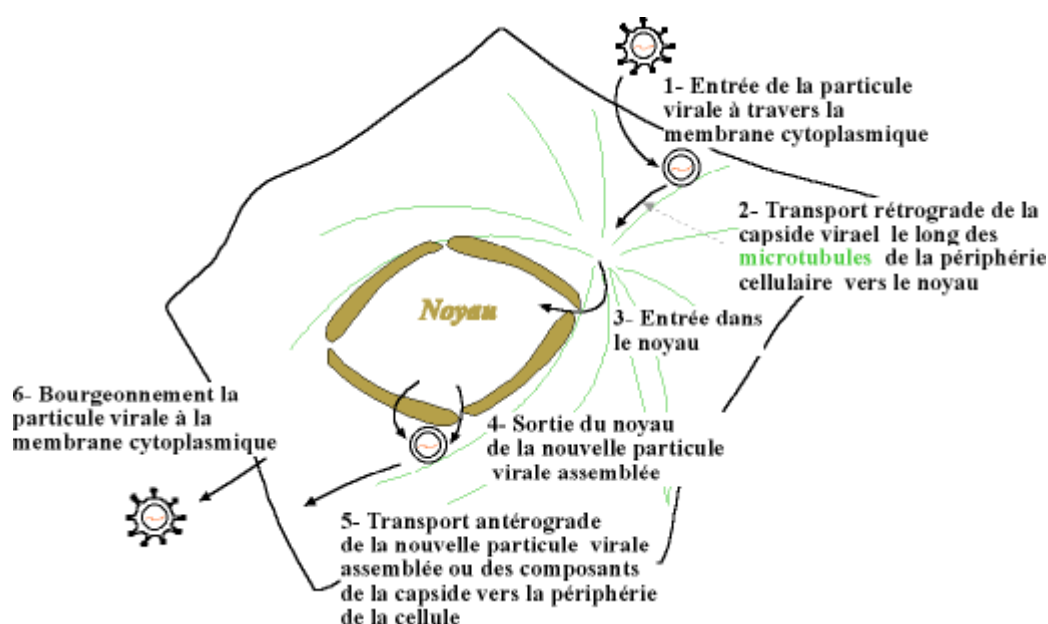 1- Entrée de la particule
virale à travers la
membrane cytoplasmique
2- Transport rétrograde de la
capside virael le long des
microtubules de la périphérie
cellulaire vers le noyau
Noyau
3- Entrée dans
le noyau
6- Bourgeonnement la
particule virale à la
membrane cytoplasmique
4- Sortie du noyau
de la nouvelle particule
virale assemblée
5- Transport antérograde
de la nouvelle particule virale
assemblée ou des composants
de la capside vers la périphérie
de la cellule